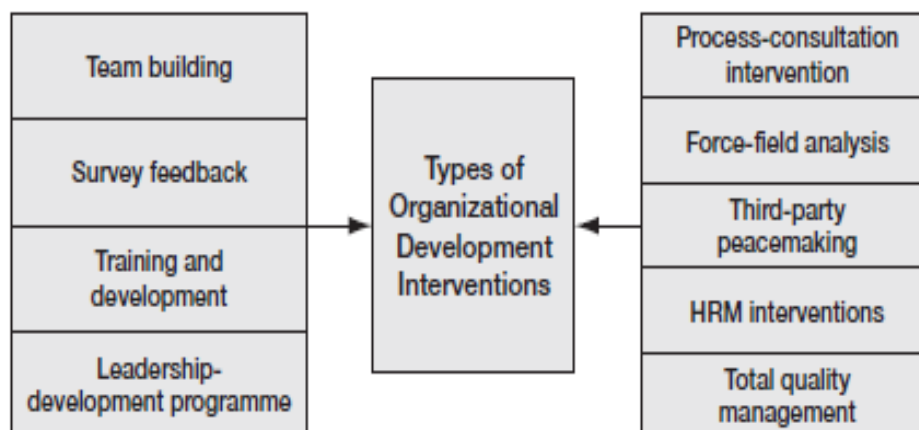 Team building
Survey feedback
Training and
development
Leadership-
development programme
Types of
Organizational
Development
Interventions
Process-consultation
intervention
Force-field analysis
Third-party
peacemaking
HRM interventions
Total quality
management